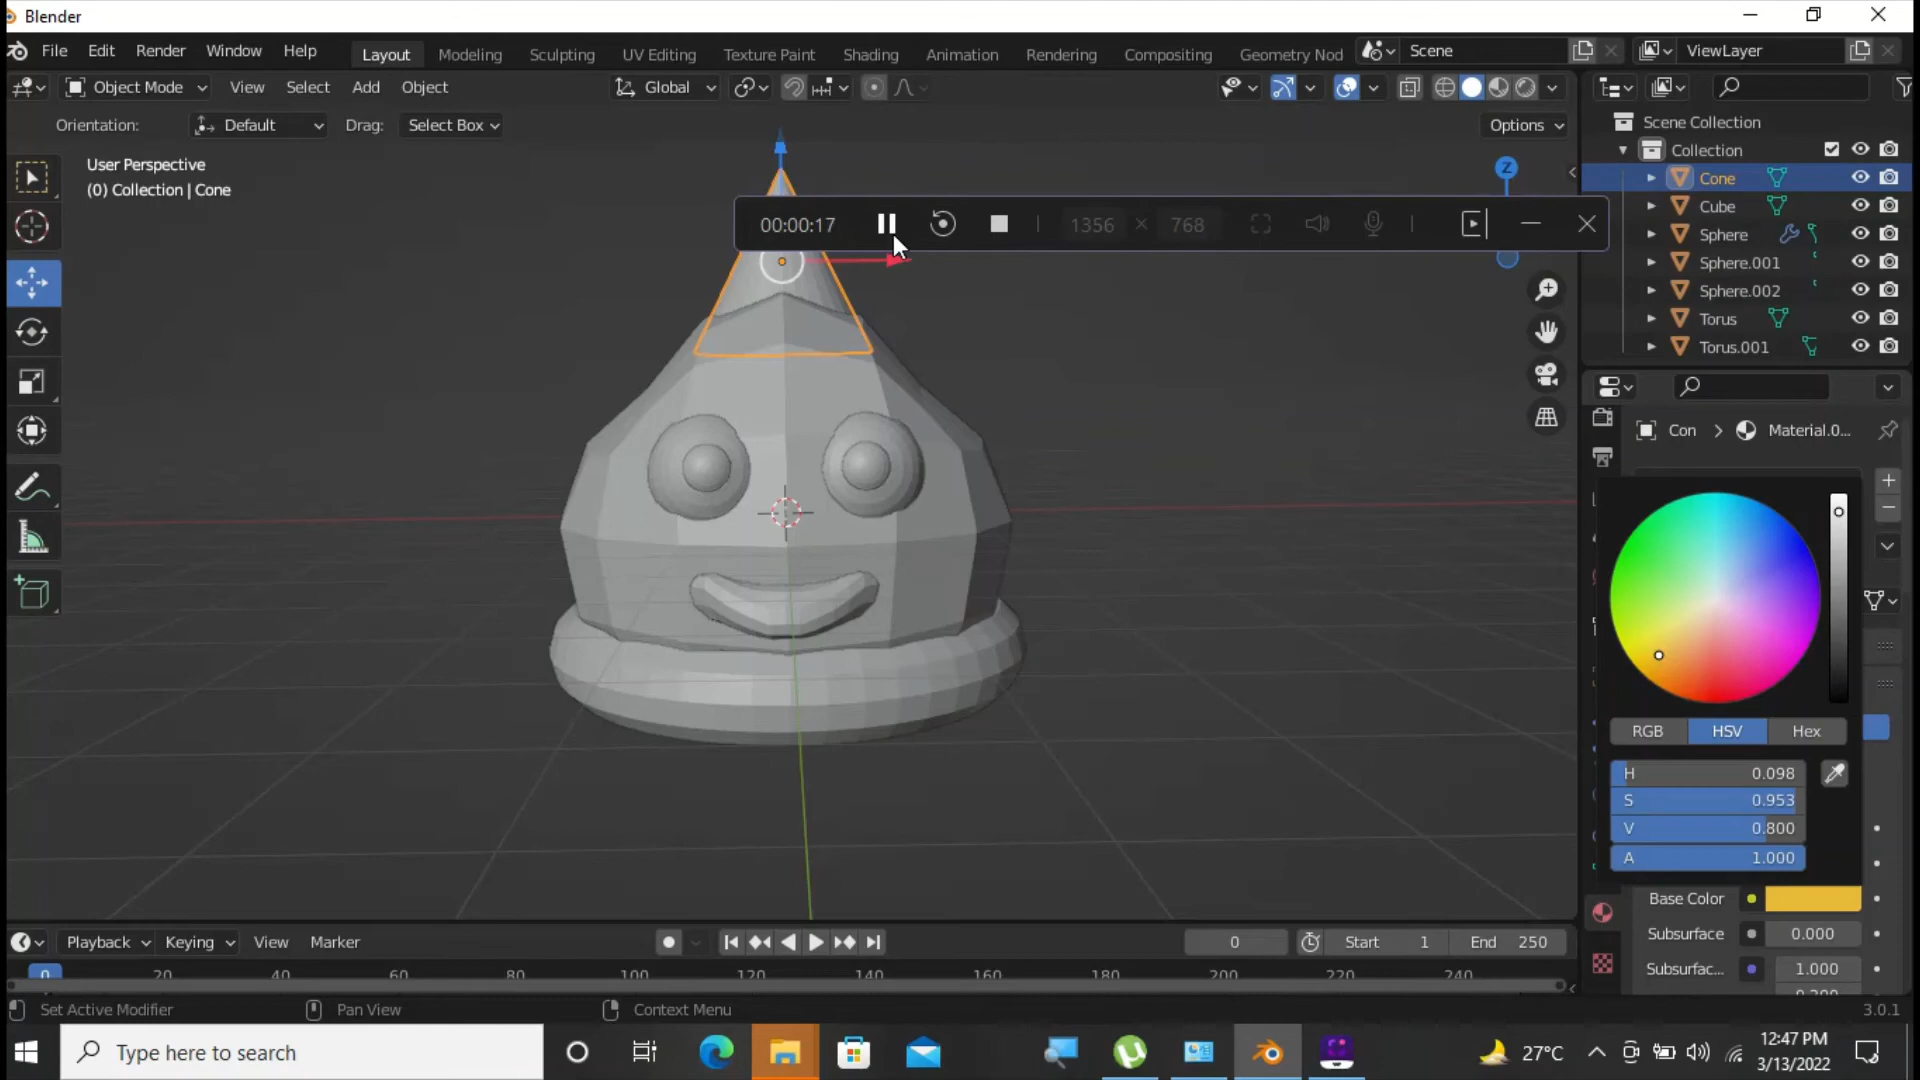 Blender
File Edit Render Window Help Layout Modeling Sculpting UV Editing Texture Paint Shading Animation Rendering Compositing Geometry Nod Scene ViewLayer
Object Mode View Select Add Object Global
Orientation: Default Drag: Select Box Options
User Perspective
(0) Collection | Cone
Z
00:00:17 1356 × 768
Scene Collection
Collection
Cone
Cube
Sphere
Sphere.001
Sphere.002
Torus
Torus.001
Con > Material.0...
RGB HSV Hex
H 0.098
S 0.953
V 0.800
A 1.000
Base Color
Subsurface 0.000
Subsurfac... 1.000
Playback Keying View Marker 0 Start 1 End 250
0 20 40 60 80 100 120 140 160 180 200 220 240
Set Active Modifier Pan View Context Menu 3.0.1
Type here to search 27°C 12:47 PM
3/13/2022